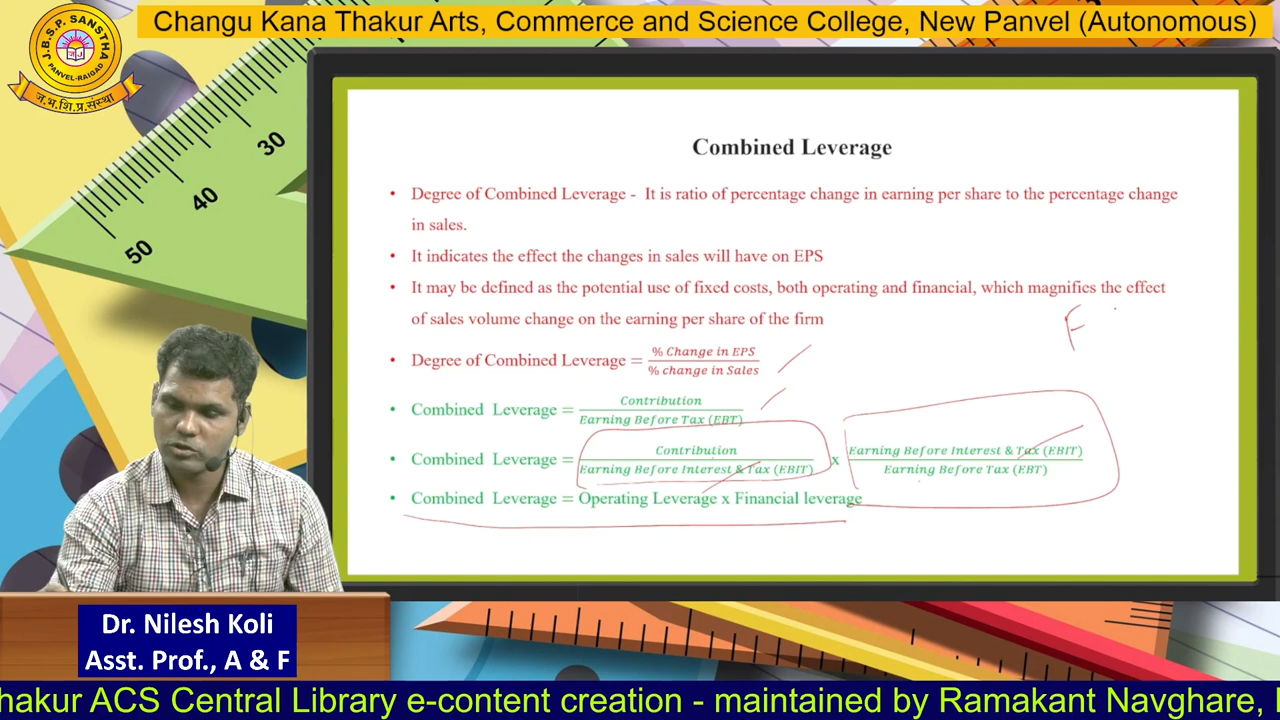 Changu Kana Thakur Arts, Commerce and Science College, New Panvel (Autonomous)
J.B.S.P. SANSTHA
PANVEL-RAIGAD
ज.भ.शि.प्र.संस्था
30
40
50
Combined Leverage
• Degree of Combined Leverage - It is ratio of percentage change in earning per share to the percentage change
in sales.
• It indicates the effect the changes in sales will have on EPS
• It may be defined as the potential use of fixed costs, both operating and financial, which magnifies the effect
of sales volume change on the earning per share of the firm
F
• Degree of Combined Leverage = % Change in EPS / % change in Sales
• Combined Leverage = Contribution / Earning Before Tax (EBT)
• Combined Leverage = Contribution / Earning Before Interest & Tax (EBIT) x Earning Before Interest & Tax (EBIT) / Earning Before Tax (EBT)
• Combined Leverage = Operating Leverage x Financial leverage
Dr. Nilesh Koli
Asst. Prof., A & F
hakur ACS Central Library e-content creation - maintained by Ramakant Navghare,